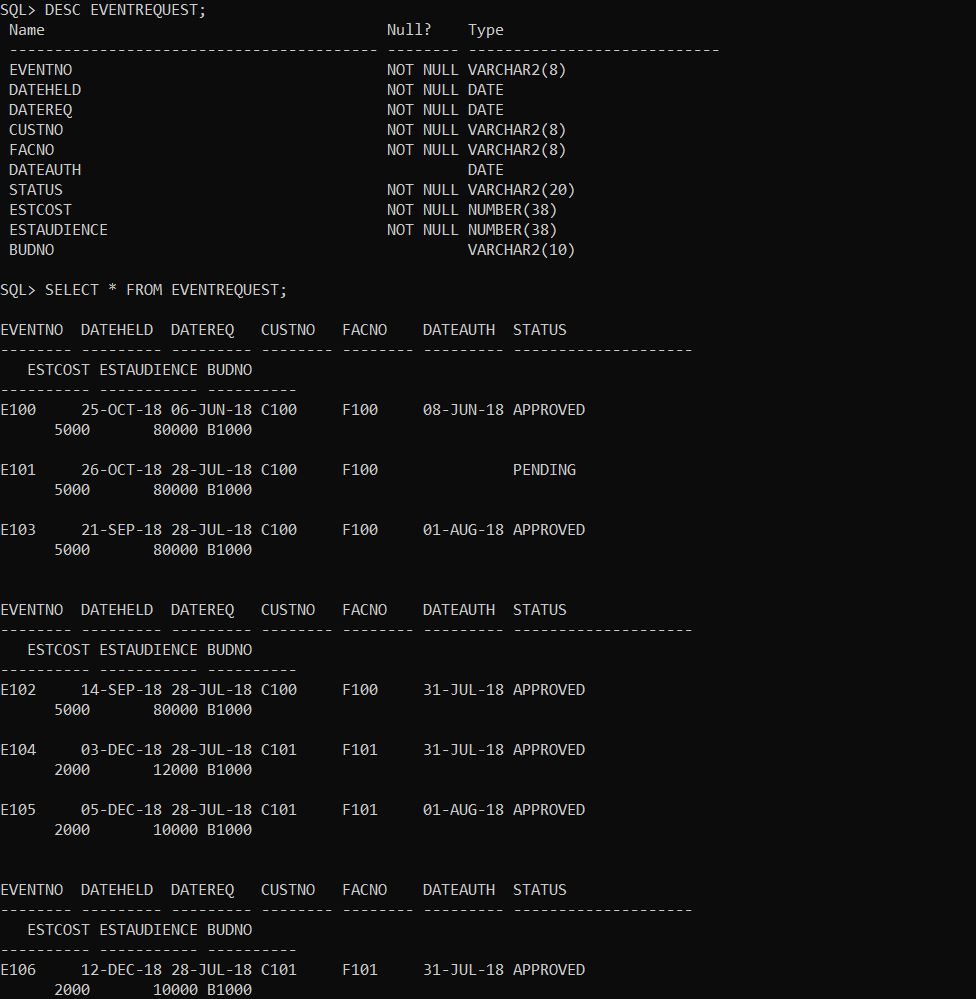 SQL> DESC EVENTREQUEST;
 Name                                      Null?    Type
 ----------------------------------------- -------- ----------------------------
 EVENTNO                                   NOT NULL VARCHAR2(8)
 DATEHELD                                  NOT NULL DATE
 DATEREQ                                   NOT NULL DATE
 CUSTNO                                    NOT NULL VARCHAR2(8)
 FACNO                                     NOT NULL VARCHAR2(8)
 DATEAUTH                                           DATE
 STATUS                                    NOT NULL VARCHAR2(20)
 ESTCOST                                   NOT NULL NUMBER(38)
 ESTAUDIENCE                               NOT NULL NUMBER(38)
 BUDNO                                              VARCHAR2(10)

SQL> SELECT * FROM EVENTREQUEST;

EVENTNO  DATEHELD  DATEREQ   CUSTNO   FACNO    DATEAUTH  STATUS
-------- --------- --------- -------- -------- --------- --------------------
   ESTCOST ESTAUDIENCE BUDNO
---------- ----------- ----------
E100     25-OCT-18 06-JUN-18 C100     F100     08-JUN-18 APPROVED
      5000       80000 B1000

E101     26-OCT-18 28-JUL-18 C100     F100               PENDING
      5000       80000 B1000

E103     21-SEP-18 28-JUL-18 C100     F100     01-AUG-18 APPROVED
      5000       80000 B1000


EVENTNO  DATEHELD  DATEREQ   CUSTNO   FACNO    DATEAUTH  STATUS
-------- --------- --------- -------- -------- --------- --------------------
   ESTCOST ESTAUDIENCE BUDNO
---------- ----------- ----------
E102     14-SEP-18 28-JUL-18 C100     F100     31-JUL-18 APPROVED
      5000       80000 B1000

E104     03-DEC-18 28-JUL-18 C101     F101     31-JUL-18 APPROVED
      2000       12000 B1000

E105     05-DEC-18 28-JUL-18 C101     F101     01-AUG-18 APPROVED
      2000       10000 B1000


EVENTNO  DATEHELD  DATEREQ   CUSTNO   FACNO    DATEAUTH  STATUS
-------- --------- --------- -------- -------- --------- --------------------
   ESTCOST ESTAUDIENCE BUDNO
---------- ----------- ----------
E106     12-DEC-18 28-JUL-18 C101     F101     31-JUL-18 APPROVED
      2000       10000 B1000